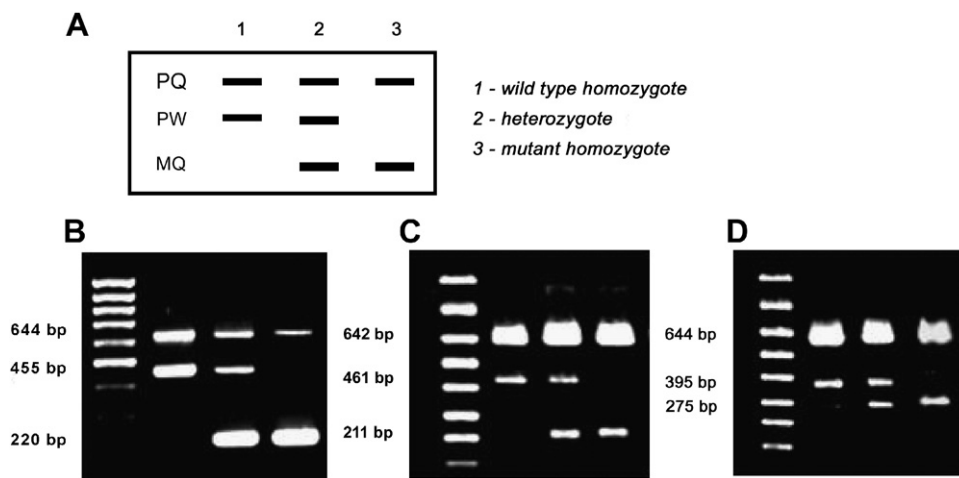 A
1 2 3
PQ
PW
MQ
1 - wild type homozygote
2 - heterozygote
3 - mutant homozygote
B
644 bp
455 bp
220 bp
C
642 bp
461 bp
211 bp
D
644 bp
395 bp
275 bp